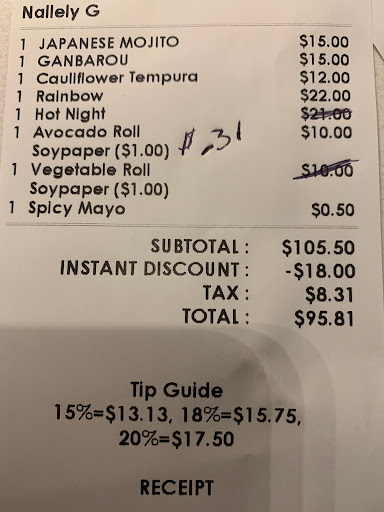 Nallely G
1 JAPANESE MOJITO $15.00
1 GANBAROU $15.00
1 Cauliflower Tempura $12.00
1 Rainbow $22.00
1 Hot Night $21.00
1 Avocado Roll $10.00
Soypaper ($1.00) $.31
1 Vegetable Roll $10.00
Soypaper ($1.00)
1 Spicy Mayo $0.50
SUBTOTAL : $105.50
INSTANT DISCOUNT : -$18.00
TAX : $8.31
TOTAL : $95.81
Tip Guide
15%=$13.13, 18%=$15.75,
20%=$17.50
RECEIPT